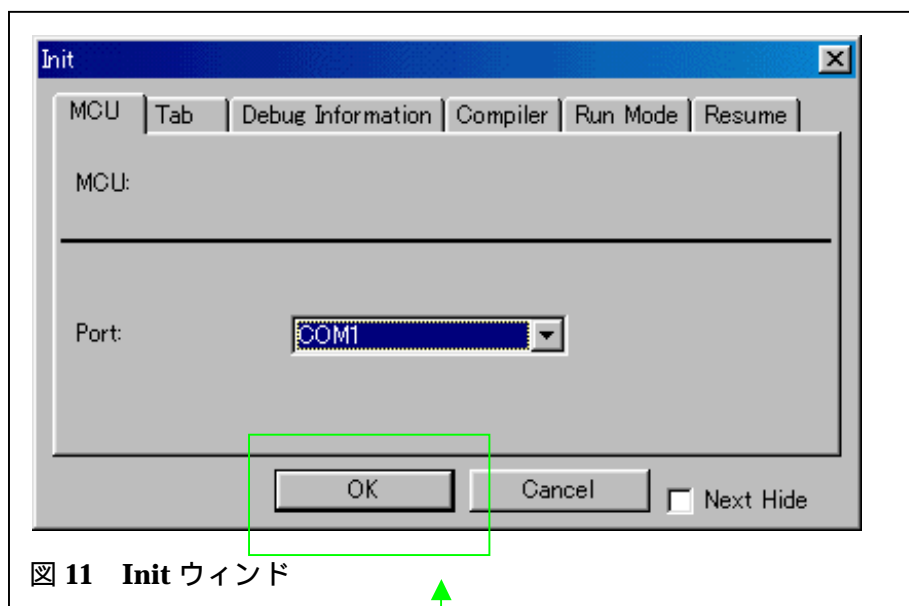 Init
MCU Tab Debug Information Compiler Run Mode Resume
MCU:
Port: COM1
OK Cancel Next Hide
図 11 Init ウィンド